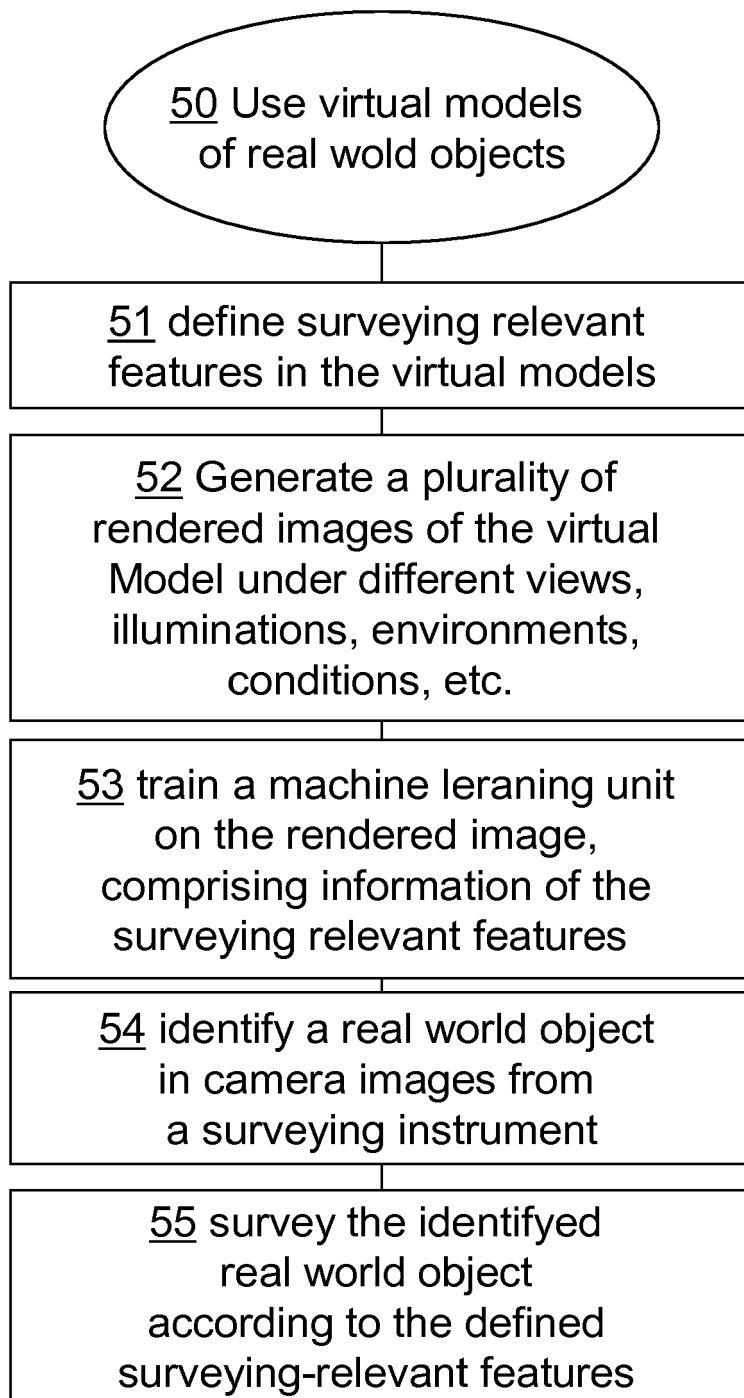 50 Use virtual models
of real wold objects
51 define surveying relevant
features in the virtual models
52 Generate a plurality of
rendered images of the virtual
Model under different views,
illuminations, environments,
conditions, etc.
53 train a machine leraning unit
on the rendered image,
comprising information of the
surveying relevant features
54 identify a real world object
in camera images from
a surveying instrument
55 survey the identifyed
real world object
according to the defined
surveying-relevant features